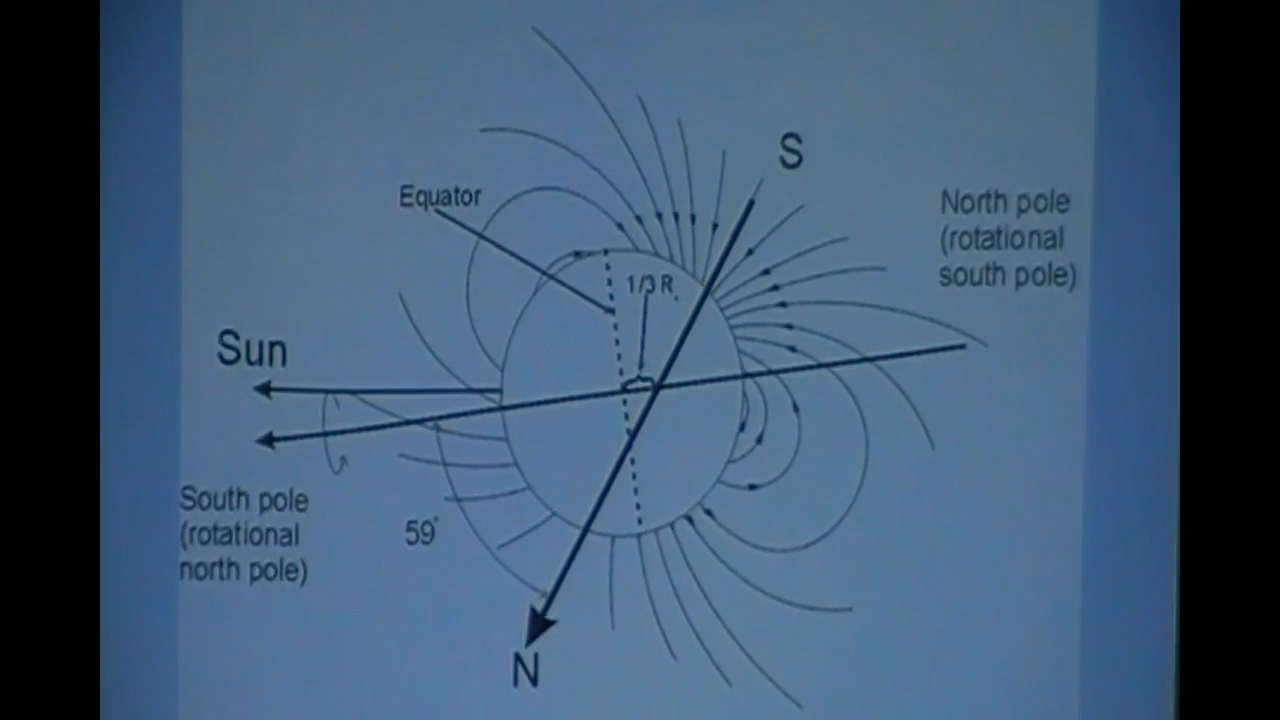 S
Equator
North pole
(rotational
south pole)
1/3 R.
Sun
South pole
(rotational
north pole)
59°
N